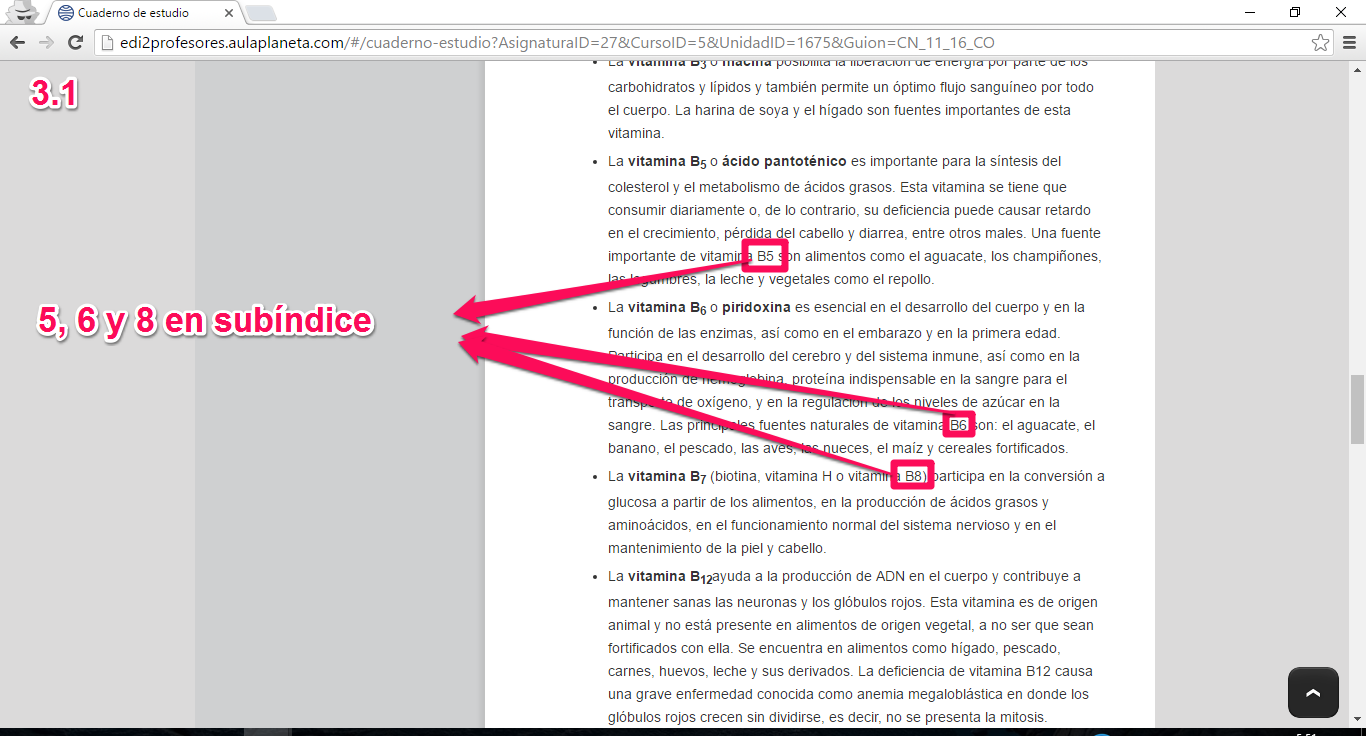 Cuaderno de estudio
edi2profesores.aulaplaneta.com/#/cuaderno-estudio?AsignaturaID=27&CursoID=5&UnidadID=1675&Guion=CN_11_16_CO
3.1
La vitamina B3 o niacina posibilita la liberación de energía por parte de los
carbohidratos y lípidos y también permite un óptimo flujo sanguíneo por todo
el cuerpo. La harina de soya y el hígado son fuentes importantes de esta
vitamina.
La vitamina B5 o ácido pantoténico es importante para la síntesis del
colesterol y el metabolismo de ácidos grasos. Esta vitamina se tiene que
consumir diariamente o, de lo contrario, su deficiencia puede causar retardo
en el crecimiento, pérdida del cabello y diarrea, entre otros males. Una fuente
importante de vitamina B5 son alimentos como el aguacate, los champiñones,
las legumbres, la leche y vegetales como el repollo.
5, 6 y 8 en subíndice
La vitamina B6 o piridoxina es esencial en el desarrollo del cuerpo y en la
función de las enzimas, así como en el embarazo y en la primera edad.
Participa en el desarrollo del cerebro y del sistema inmune, así como en la
producción de hemoglobina, proteína indispensable en la sangre para el
transporte de oxígeno, y en la regulación de los niveles de azúcar en la
sangre. Las principales fuentes naturales de vitamina B6 son: el aguacate, el
banano, el pescado, las aves, las nueces, el maíz y cereales fortificados.
La vitamina B7 (biotina, vitamina H o vitamina B8) participa en la conversión a
glucosa a partir de los alimentos, en la producción de ácidos grasos y
aminoácidos, en el funcionamiento normal del sistema nervioso y en el
mantenimiento de la piel y cabello.
La vitamina B12ayuda a la producción de ADN en el cuerpo y contribuye a
mantener sanas las neuronas y los glóbulos rojos. Esta vitamina es de origen
animal y no está presente en alimentos de origen vegetal, a no ser que sean
fortificados con ella. Se encuentra en alimentos como hígado, pescado,
carnes, huevos, leche y sus derivados. La deficiencia de vitamina B12 causa
una grave enfermedad conocida como anemia megaloblástica en donde los
glóbulos rojos crecen sin dividirse, es decir, no se presenta la mitosis.